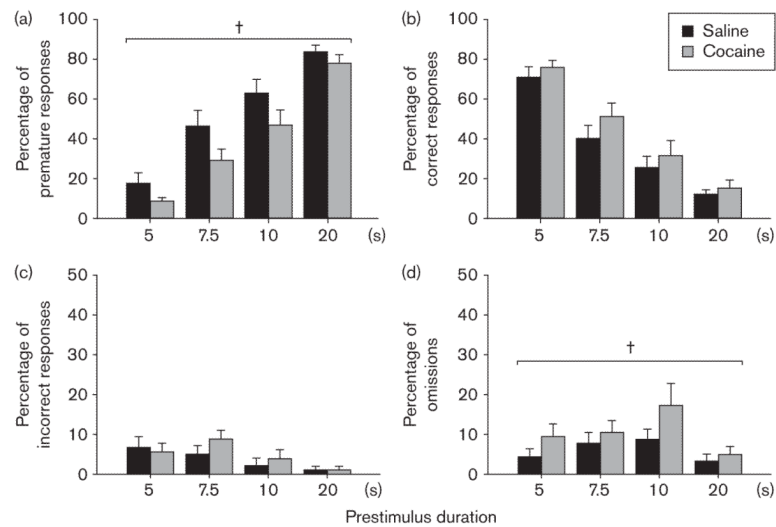 (a)
Percentage of
premature responses
100
80
60
40
20
0
†
5 7.5 10 20 (s)
(b)
Percentage of
correct responses
100
80
60
40
20
0
Saline
Cocaine
5 7.5 10 20 (s)
(c)
Percentage of
incorrect responses
50
40
30
20
10
0
5 7.5 10 20 (s)
(d)
Percentage of
omissions
50
40
30
20
10
0
†
5 7.5 10 20 (s)
Prestimulus duration